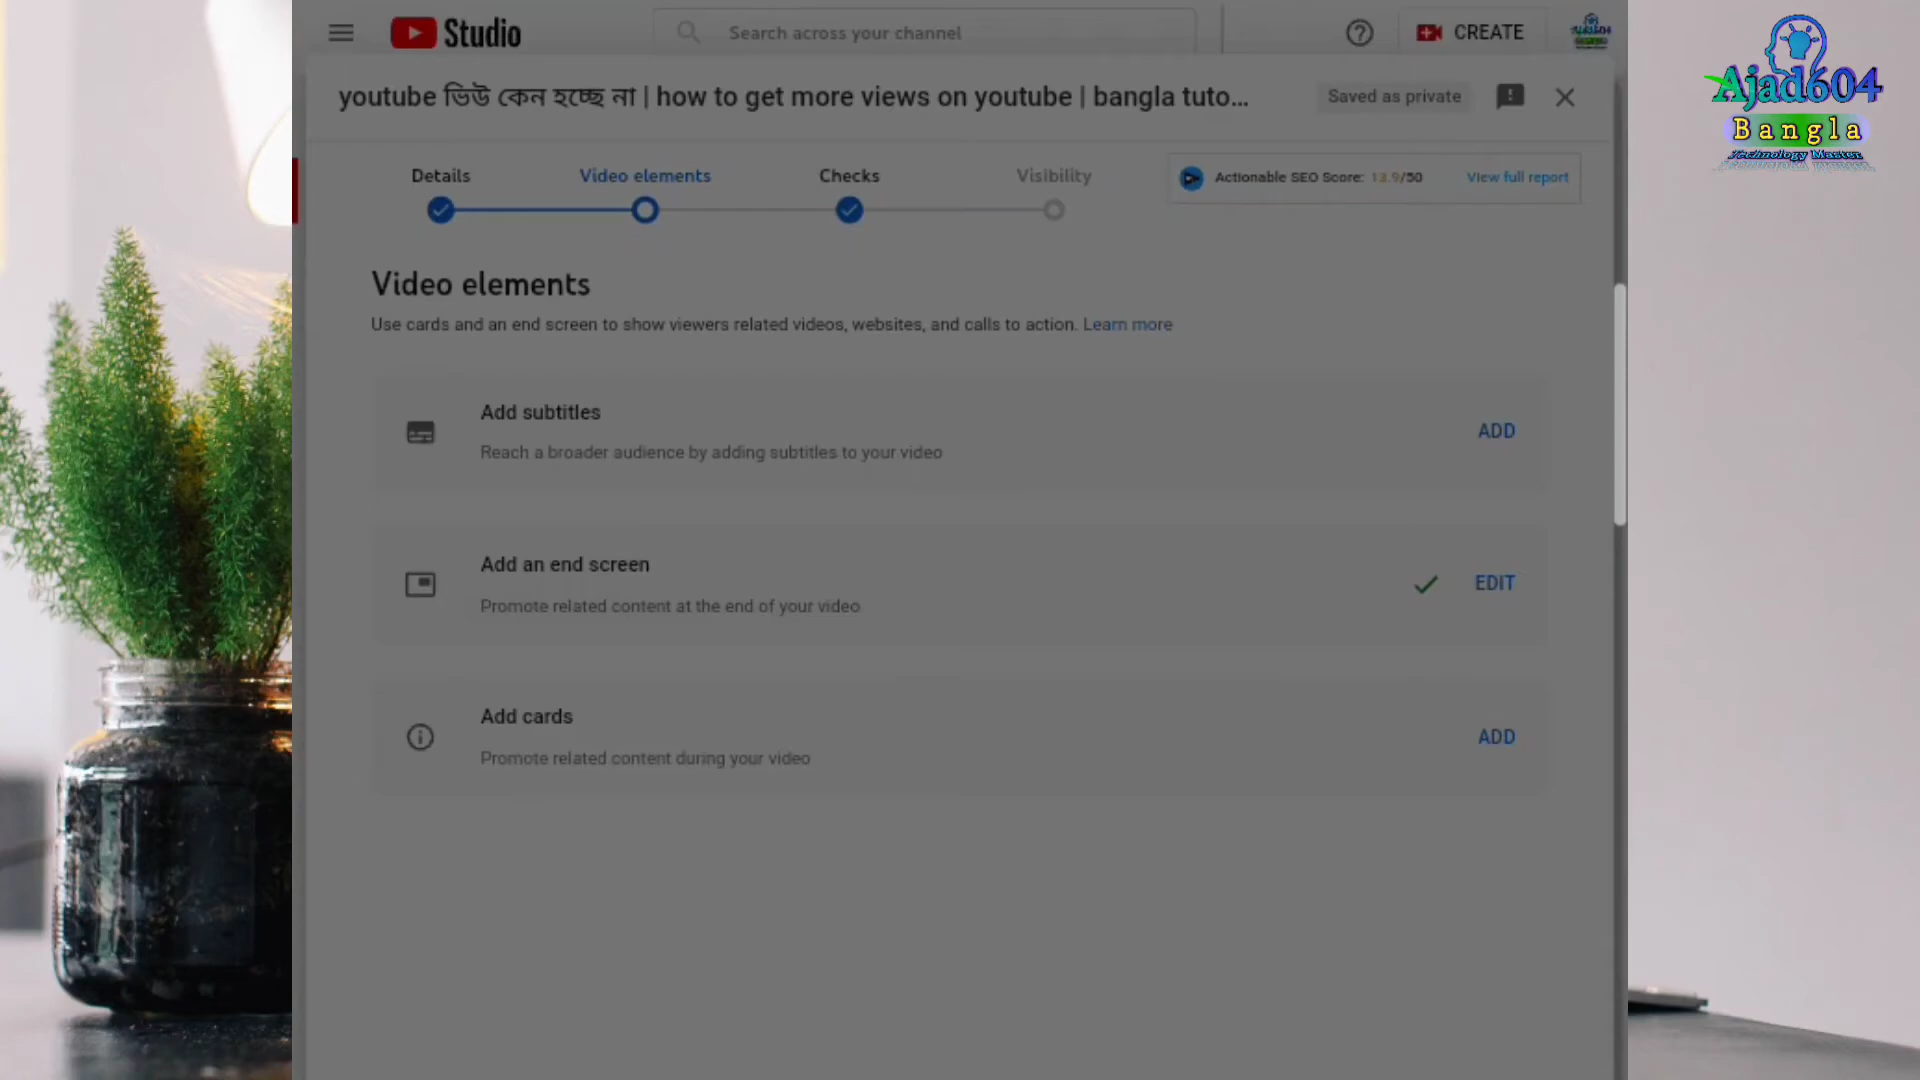 Studio
Search across your channel
CREATE
youtube ভিউ কেন হচ্ছে না | how to get more views on youtube | bangla tuto...
Saved as private
Details
Video elements
Checks
Visibility
Actionable SEO Score: 13.9/50
View full report
Video elements
Use cards and an end screen to show viewers related videos, websites, and calls to action. Learn more
Add subtitles
Reach a broader audience by adding subtitles to your video
ADD
Add an end screen
Promote related content at the end of your video
EDIT
Add cards
Promote related content during your video
ADD
Ajad604
Bangla
Technology Master